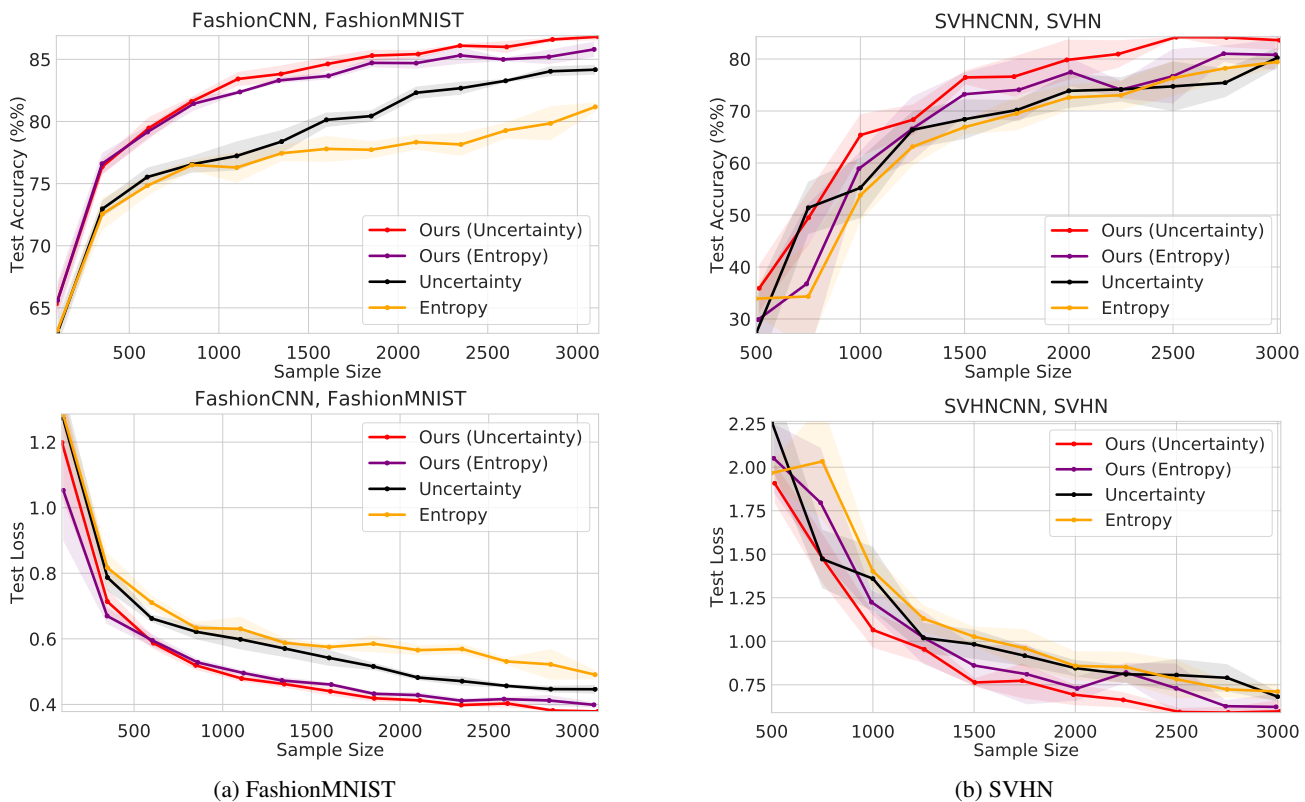 FashionCNN, FashionMNIST
Test Accuracy (%%)
85
80
75
70
65
Ours (Uncertainty)
Ours (Entropy)
Uncertainty
Entropy
500 1000 1500 2000 2500 3000
Sample Size
SVHNCNN, SVHN
Test Accuracy (%%)
80
70
60
50
40
30
Ours (Uncertainty)
Ours (Entropy)
Uncertainty
Entropy
500 1000 1500 2000 2500 3000
Sample Size
FashionCNN, FashionMNIST
Test Loss
1.2
1.0
0.8
0.6
0.4
Ours (Uncertainty)
Ours (Entropy)
Uncertainty
Entropy
500 1000 1500 2000 2500 3000
Sample Size
SVHNCNN, SVHN
Test Loss
2.25
2.00
1.75
1.50
1.25
1.00
0.75
Ours (Uncertainty)
Ours (Entropy)
Uncertainty
Entropy
500 1000 1500 2000 2500 3000
Sample Size
(a) FashionMNIST
(b) SVHN